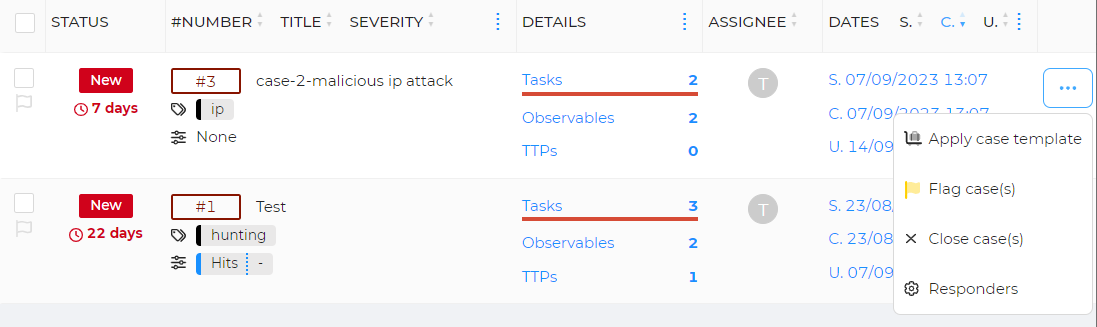 STATUS #NUMBER TITLE SEVERITY DETAILS ASSIGNEE DATES S. C. U.
New #3 case-2-malicious ip attack Tasks 2 T S. 07/09/2023 13:07
7 days ip Observables 2 C. 07/09/2023 13:07
None TTPs 0 U. 14/09
New #1 Test Tasks 3 T S. 23/08/
22 days hunting Observables 2 C. 23/08
Hits - TTPs 1 U. 07/09
Apply case template
Flag case(s)
Close case(s)
Responders